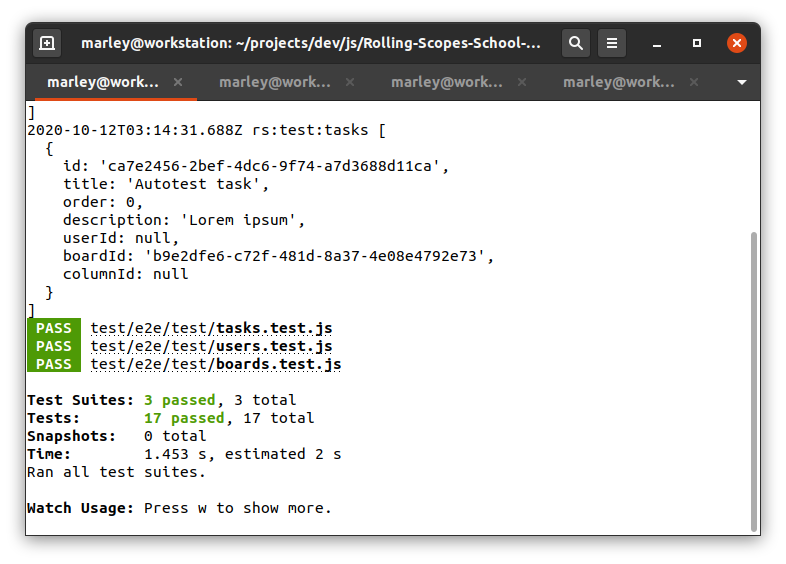 marley@workstation: ~/projects/dev/js/Rolling-Scopes-School-...
marley@work... marley@work... marley@work... marley@work...
]
2020-10-12T03:14:31.688Z rs:test:tasks [
  {
    id: 'ca7e2456-2bef-4dc6-9f74-a7d3688d11ca',
    title: 'Autotest task',
    order: 0,
    description: 'Lorem ipsum',
    userId: null,
    boardId: 'b9e2dfe6-c72f-481d-8a37-4e08e4792e73',
    columnId: null
  }
]
PASS test/e2e/test/tasks.test.js
PASS test/e2e/test/users.test.js
PASS test/e2e/test/boards.test.js
Test Suites: 3 passed, 3 total
Tests:       17 passed, 17 total
Snapshots:   0 total
Time:        1.453 s, estimated 2 s
Ran all test suites.
Watch Usage: Press w to show more.